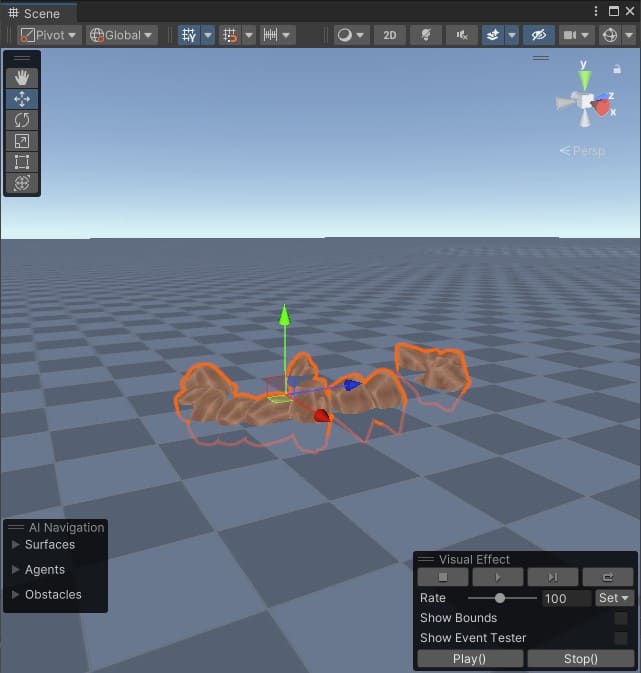 Scene
Pivot
Global
2D
y
z
x
Persp
AI Navigation
Surfaces
Agents
Obstacles
Visual Effect
Rate
100
Set
Show Bounds
Show Event Tester
Play()
Stop()